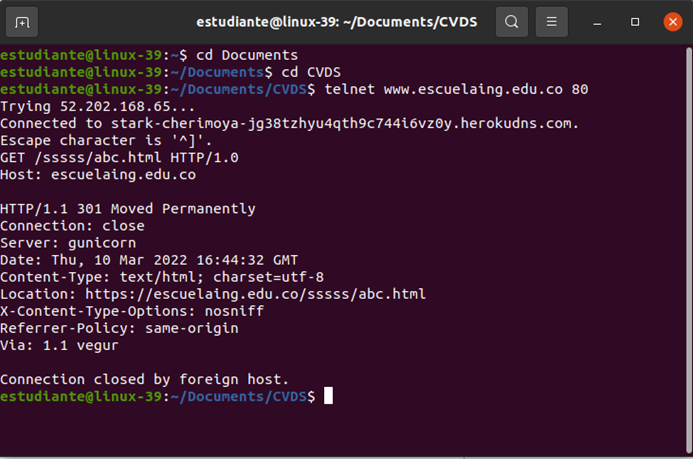 estudiante@linux-39: ~/Documents/CVDS
estudiante@linux-39:~$ cd Documents
estudiante@linux-39:~/Documents$ cd CVDS
estudiante@linux-39:~/Documents/CVDS$ telnet www.escuelaing.edu.co 80
Trying 52.202.168.65...
Connected to stark-cherimoya-jg38tzhyu4qth9c744i6vz0y.herokudns.com.
Escape character is '^]'.
GET /sssss/abc.html HTTP/1.0
Host: escuelaing.edu.co

HTTP/1.1 301 Moved Permanently
Connection: close
Server: gunicorn
Date: Thu, 10 Mar 2022 16:44:32 GMT
Content-Type: text/html; charset=utf-8
Location: https://escuelaing.edu.co/sssss/abc.html
X-Content-Type-Options: nosniff
Referrer-Policy: same-origin
Via: 1.1 vegur

Connection closed by foreign host.
estudiante@linux-39:~/Documents/CVDS$